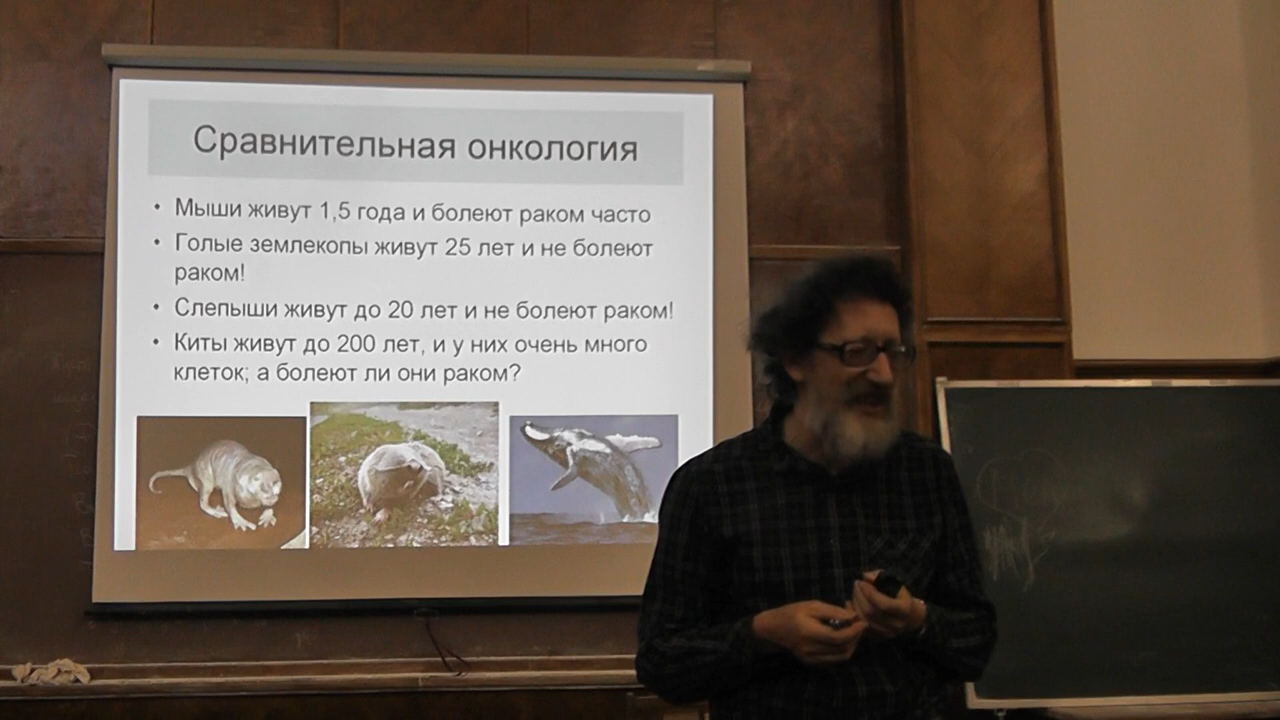 Сравнительная онкология
• Мыши живут 1,5 года и болеют раком часто
• Голые землекопы живут 25 лет и не болеют
раком!
• Слепыши живут до 20 лет и не болеют раком!
• Киты живут до 200 лет, и у них очень много
клеток; а болеют ли они раком?